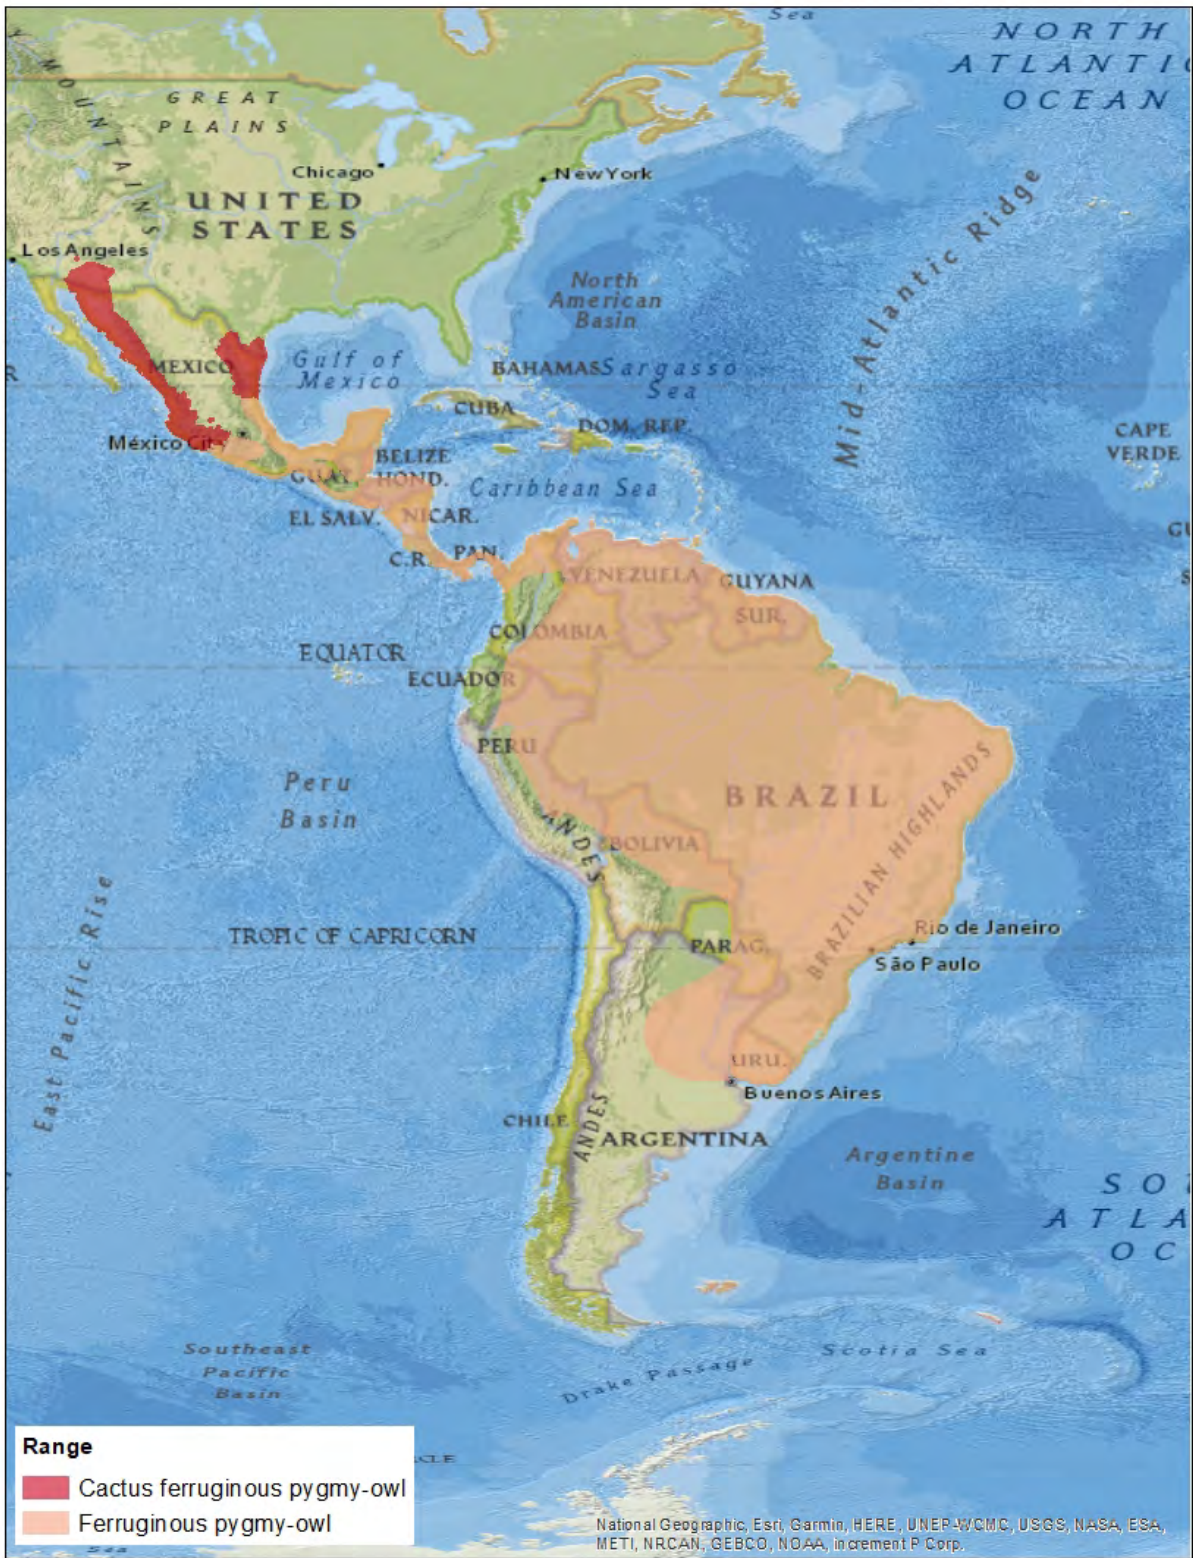 Sea
NORTH
ATLANTIC
OCEAN
MOUNTAINS
GREAT
PLAINS
Chicago
New York
UNITED
STATES
Los Angeles
Mid-Atlantic Ridge
North
American
Basin
MEXICO
Gulf of
Mexico
BAHAMAS
Sargasso
Sea
CUBA
DOM. REP.
México City
CAPE
VERDE
BELIZE
GUAT.
HOND.
Caribbean Sea
EL SALV.
NICAR.
C.R.
PAN.
VENEZUELA
GUYANA
SUR.
COLOMBIA
EQUATOR
ECUADOR
PERU
Peru
Basin
BRAZIL
BRAZILIAN HIGHLANDS
ANDES
BOLIVIA
East Pacific Rise
TROPIC OF CAPRICORN
PARAG.
Rio de Janeiro
São Paulo
URU.
Buenos Aires
CHILE
ANDES
ARGENTINA
Argentine
Basin
SO
ATLA
OC
Southeast
Pacific
Basin
Drake Passage
Scotia Sea
Range
Cactus ferruginous pygmy-owl
Ferruginous pygmy-owl
CLE
Sea
National Geographic, Esri, Garmin, HERE, UNEP-WCMC, USGS, NASA, ESA,
METI, NRCAN, GEBCO, NOAA, increment P Corp.